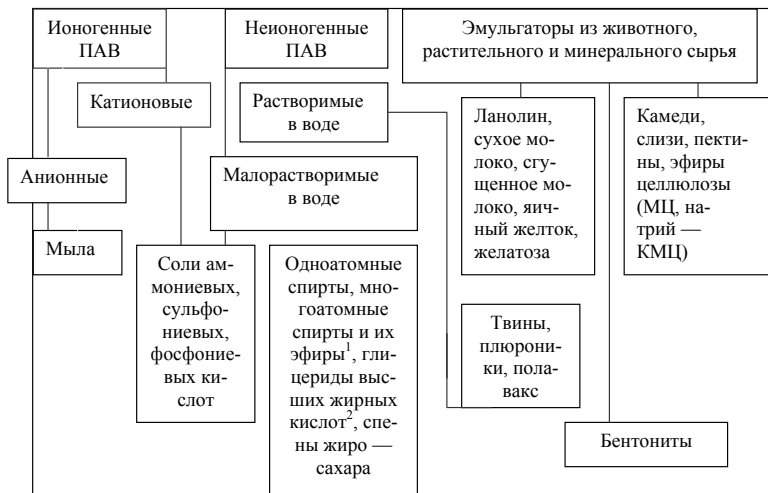 Ионогенные
ПАВ
Неионогенные
ПАВ
Эмульгаторы из животного,
растительного и минерального сырья
Катионовые
Растворимые
в воде
Ланолин,
сухое мо-
локо, сгу-
щенное мо-
локо, яич-
ный желток,
желатоза
Камеди,
слизи, пекти-
ны, эфиры
целлюлозы
(МЦ, на-
трий —
КМЦ)
Анионные
Малорастворимые
в воде
Мыла
Соли ам-
мониевых,
сульфо-
ниевых,
фосфоние-
вых ки-
слот
Одноатомные
спирты, мно-
гоатомные
спирты и их
эфиры¹, гли-
цериды выс-
ших жирных
кислот², спе-
ны жиро —
сахара
Твины,
плюрони-
ки, пола-
вакс
Бентониты